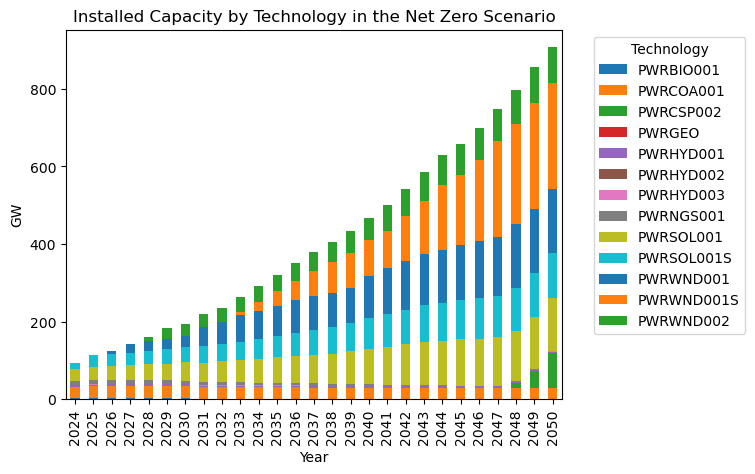 Installed Capacity by Technology in the Net Zero Scenario
GW
800
600
400
200
0
2024
2025
2026
2027
2028
2029
2030
2031
2032
2033
2034
2035
2036
2037
2038
2039
2040
2041
2042
2043
2044
2045
2046
2047
2048
2049
2050
Year
Technology
PWRBIO001
PWRCOA001
PWRCSP002
PWRGEO
PWRHYD001
PWRHYD002
PWRHYD003
PWRNGS001
PWRSOL001
PWRSOL001S
PWRWND001
PWRWND001S
PWRWND002